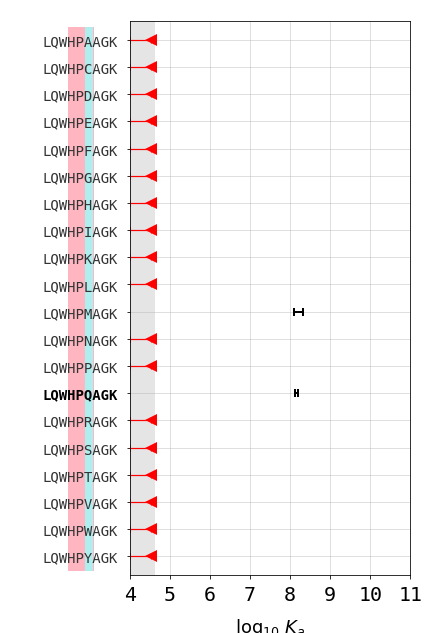 LQWHPAAGK
LQWHPCAGK
LQWHPDAGK
LQWHPEAGK
LQWHPFAGK
LQWHPGAGK
LQWHPHAGK
LQWHPIAGK
LQWHPKAGK
LQWHPLAGK
LQWHPMAGK
LQWHPNAGK
LQWHPPAGK
LQWHPQAGK
LQWHPRAGK
LQWHPSAGK
LQWHPTAGK
LQWHPVAGK
LQWHPWAGK
LQWHPYAGK
4 5 6 7 8 9 10 11
log₁₀ Kₐ